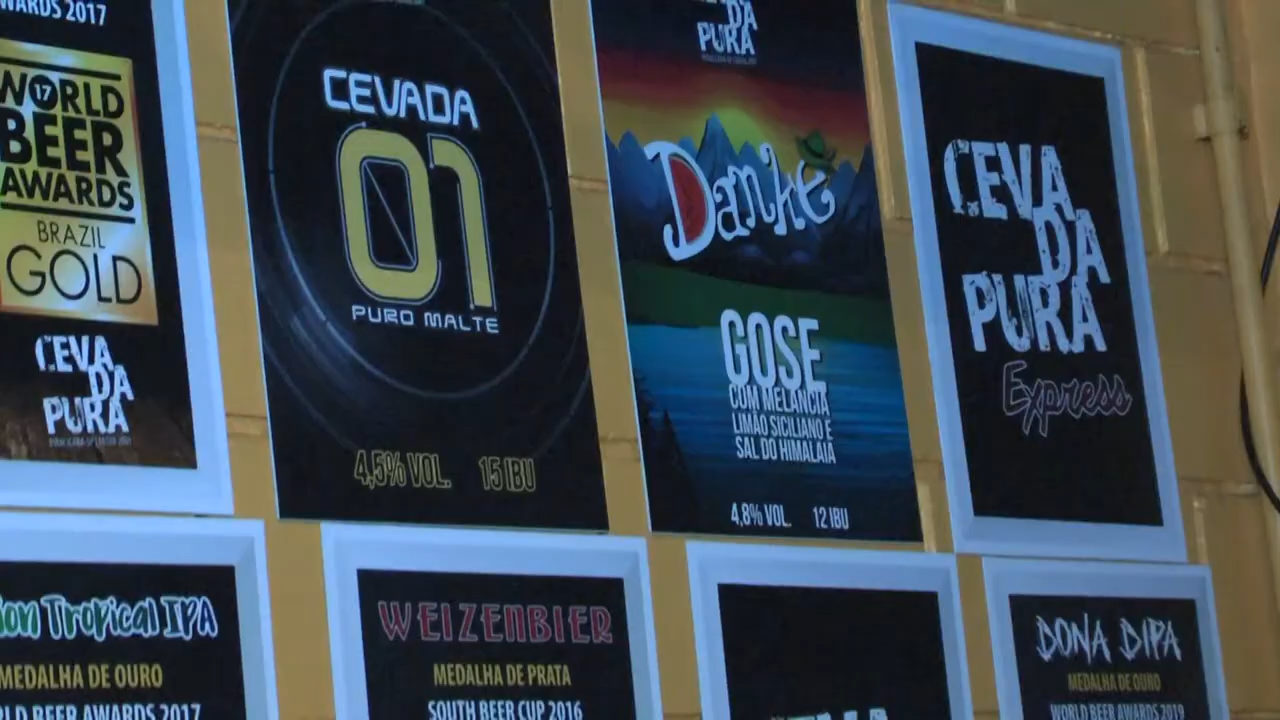 AWARDS 2017
WORLD
17
BEER
AWARDS
BRAZIL
GOLD
CEVA
DA
PURA
CEVADA
01
PURO MALTE
4,5% VOL. 15 IBU
DA
PURA
Danke
GOSE
COM MELANCIA
LIMÃO SICILIANO E
SAL DO HIMALAIA
4,8% VOL. 12 IBU
CEVA
DA
PURA
Express
Tropical IPA
MEDALHA DE OURO
BEER AWARDS 2017
WEIZENBIER
MEDALHA DE PRATA
SOUTH BEER CUP 2016
DONA DIPA
MEDALHA DE OURO
WORLD BEER AWARDS 2019